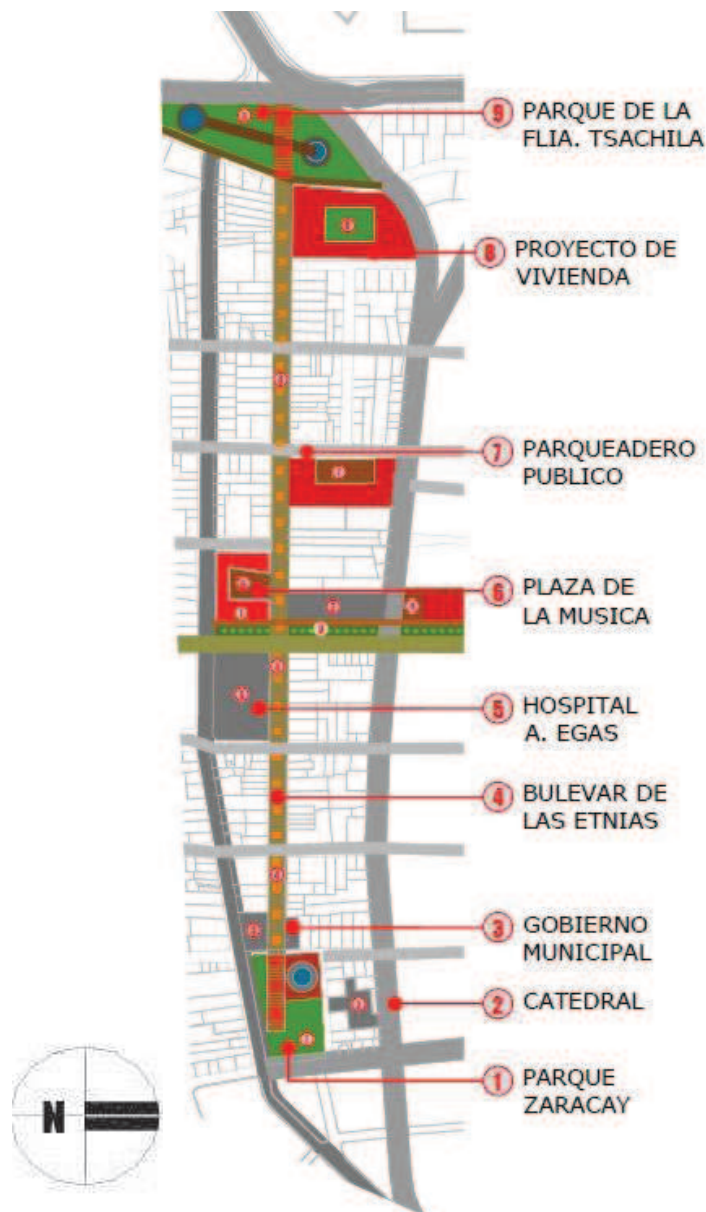 9 PARQUE DE LA
FLIA. TSACHILA
8 PROYECTO DE
VIVIENDA
7 PARQUEADERO
PUBLICO
6 PLAZA DE
LA MUSICA
5 HOSPITAL
A. EGAS
4 BULEVAR DE
LAS ETNIAS
3 GOBIERNO
MUNICIPAL
2 CATEDRAL
1 PARQUE
ZARACAY
N